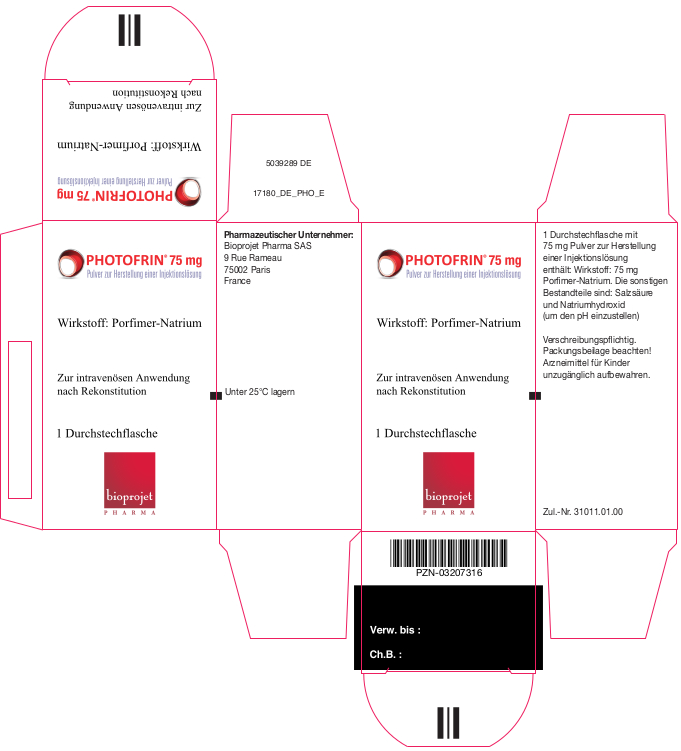 Zur intravenösen Anwendung
nach Rekonstitution
Wirkstoff: Porfimer-Natrium
PHOTOFRIN® 75 mg
Pulver zur Herstellung einer Injektionslösung
5039289 DE
17180_DE_PHO_E
PHOTOFRIN® 75 mg
Pulver zur Herstellung einer Injektionslösung
Wirkstoff: Porfimer-Natrium
Zur intravenösen Anwendung
nach Rekonstitution
1 Durchstechflasche
bioprojet
PHARMA
Pharmazeutischer Unternehmer:
Bioprojet Pharma SAS
9 Rue Rameau
75002 Paris
France
Unter 25°C lagern
PHOTOFRIN® 75 mg
Pulver zur Herstellung einer Injektionslösung
Wirkstoff: Porfimer-Natrium
Zur intravenösen Anwendung
nach Rekonstitution
1 Durchstechflasche
bioprojet
PHARMA
1 Durchstechflasche mit
75 mg Pulver zur Herstellung
einer Injektionslösung
enthält: Wirkstoff: 75 mg
Porfimer-Natrium. Die sonstigen
Bestandteile sind: Salzsäure
und Natriumhydroxid
(um den pH einzustellen)
Verschreibungspflichtig.
Packungsbeilage beachten!
Arzneimittel für Kinder
unzugänglich aufbewahren.
Zul.-Nr. 31011.01.00
PZN-03207316
Verw. bis :
Ch.B. :